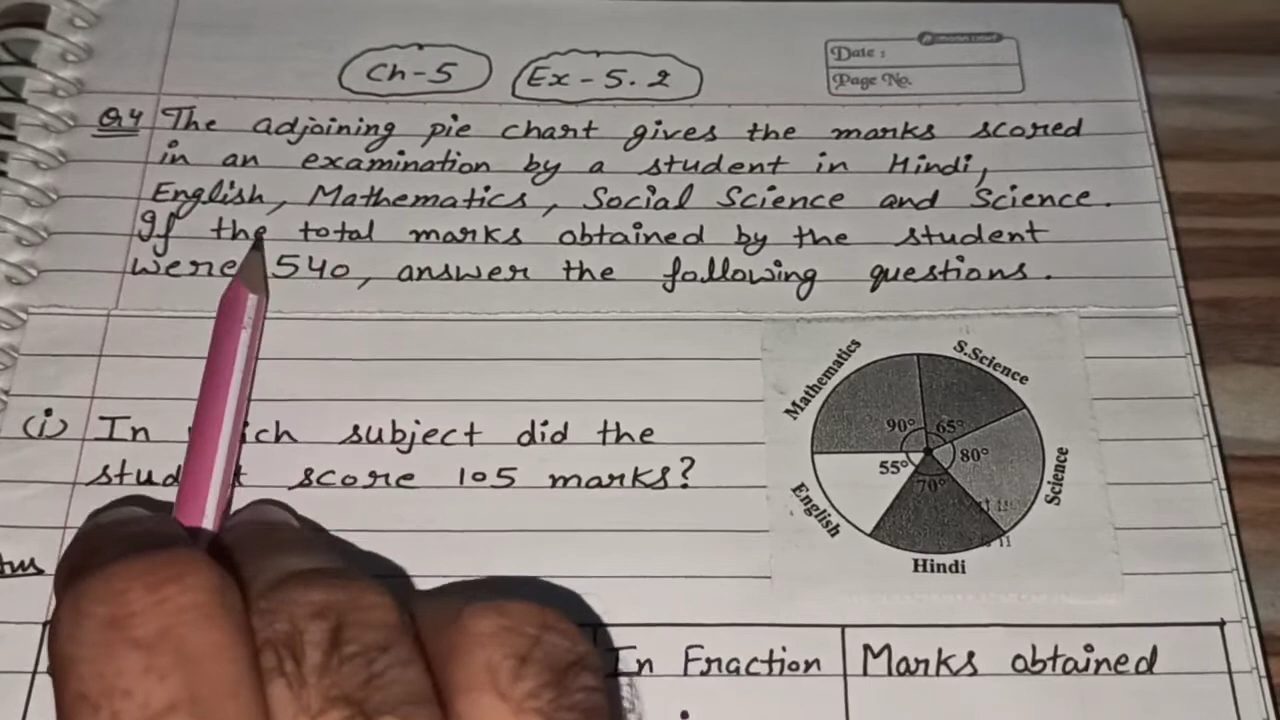 Ch-5 Ex-5.2
Date :
Page No.
Q4 The adjoining pie chart gives the marks scored
in an examination by a student in Hindi,
English, Mathematics, Social Science and Science.
If the total marks obtained by the student
were 540, answer the following questions.
(i) In subject did the
score 105 marks?
Mathematics
S.Science
90° 65°
55° 80°
70°
English
Science
Hindi
Ans
In Fraction Marks obtained